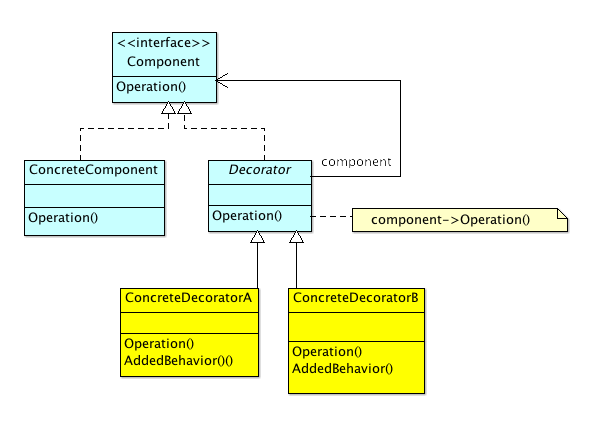 <<interface>>
Component
Operation()
ConcreteComponent
Operation()
Decorator
Operation()
component
component->Operation()
ConcreteDecoratorA
Operation()
AddedBehavior()()
ConcreteDecoratorB
Operation()
AddedBehavior()